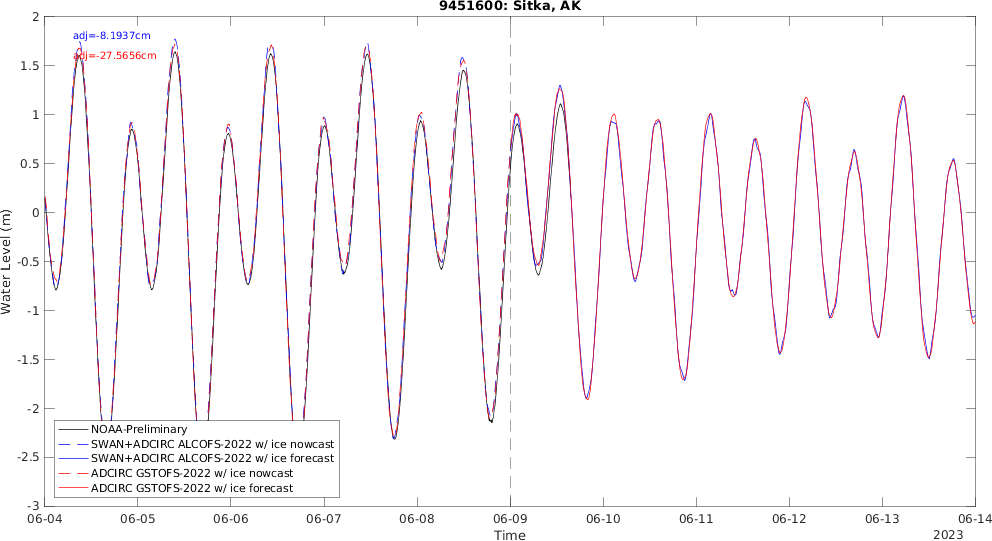 9451600: Sitka, AK
adj=-8.1937cm
adj=-27.5656cm
Water Level (m)
2
1.5
1
0.5
0
-0.5
-1
-1.5
-2
-2.5
-3
NOAA-Preliminary
SWAN+ADCIRC ALCOFS-2022 w/ ice nowcast
SWAN+ADCIRC ALCOFS-2022 w/ ice forecast
ADCIRC GSTOFS-2022 w/ ice nowcast
ADCIRC GSTOFS-2022 w/ ice forecast
06-04 06-05 06-06 06-07 06-08 06-09 06-10 06-11 06-12 06-13 06-14
Time
2023